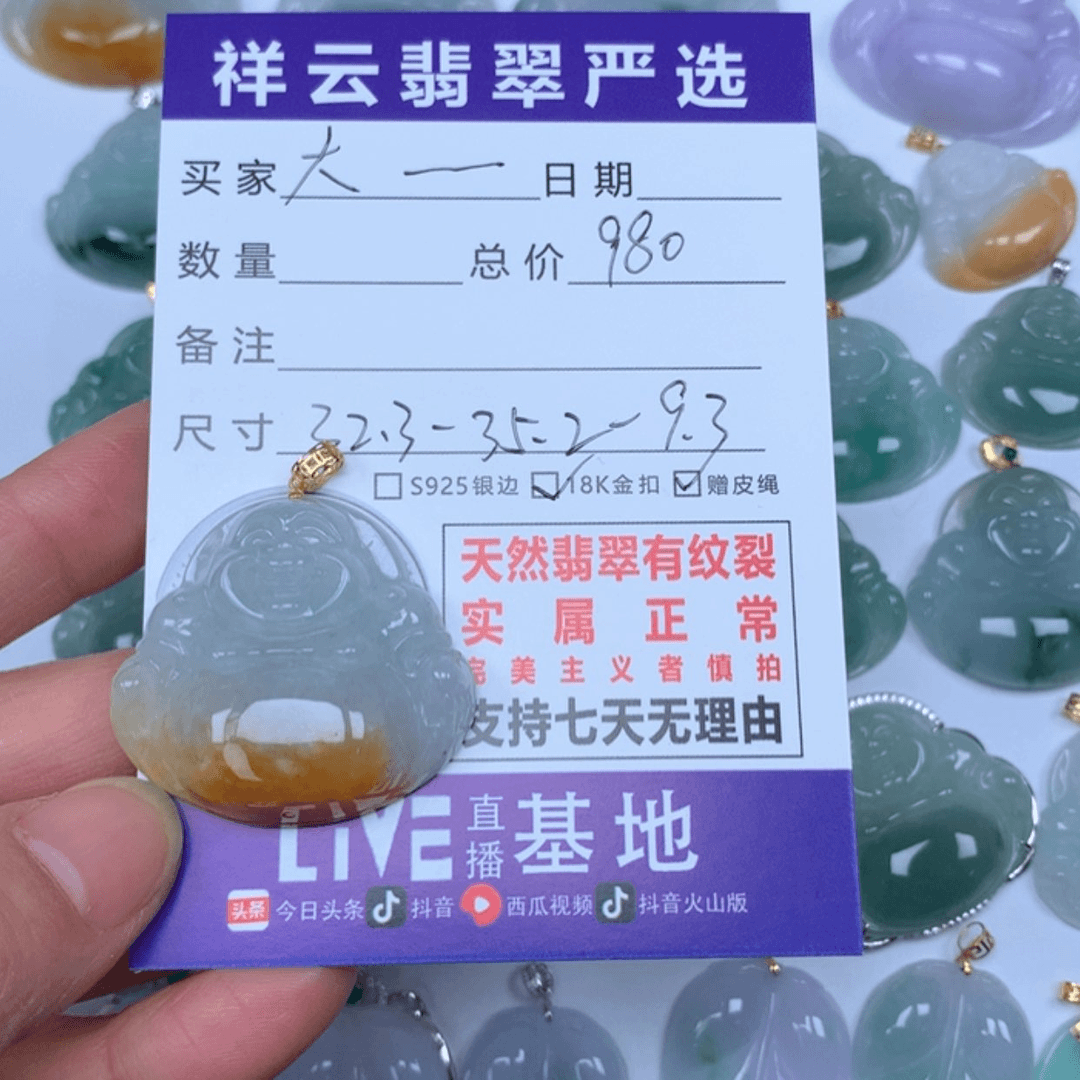 祥云翡翠严选
买家 大一 日期
数量 总价 980
备注
尺寸 32.3-35.2-9.3
S925银边 18K金扣 赠皮绳
天然翡翠有纹裂
实属正常
完美主义者慎拍
支持七天无理由
LIVE 直播 基地
头条 今日头条 抖音 西瓜视频 抖音火山版